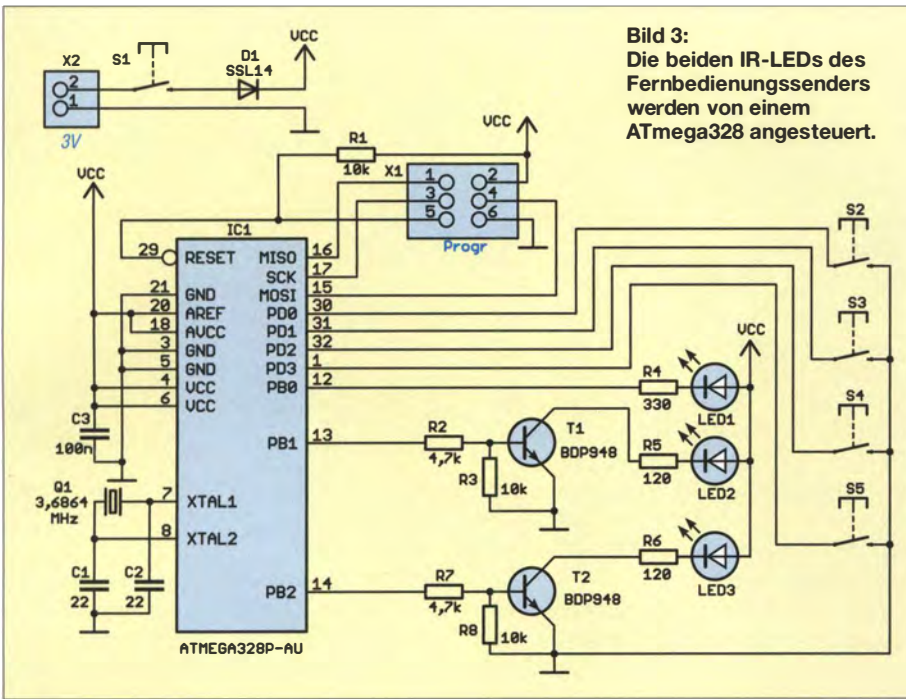 Bild 3:
Die beiden IR-LEDs des
Fernbedienungssenders
werden von einem
ATmega328 angesteuert.
X2
S1
D1
SSL14
VCC
2
1
3V
VCC
R1
10k
VCC
X1
1
2
3
4
5
6
Progr
IC1
29
RESET
MISO
16
SCK
17
21
GND
MOSI
15
20
AREF
PD0
30
18
AVCC
PD1
31
3
GND
PD2
32
5
GND
PD3
1
4
VCC
PB0
12
6
VCC
C3
100n
PB1
13
Q1
3,6864
MHz
7
XTAL1
8
XTAL2
C1
22
C2
22
PB2
14
ATMEGA328P-AU
R2
4,7k
R3
10k
T1
BDP948
R4
330
LED1
R5
120
LED2
VCC
R7
4,7k
R8
10k
T2
BDP948
R6
120
LED3
S2
S3
S4
S5